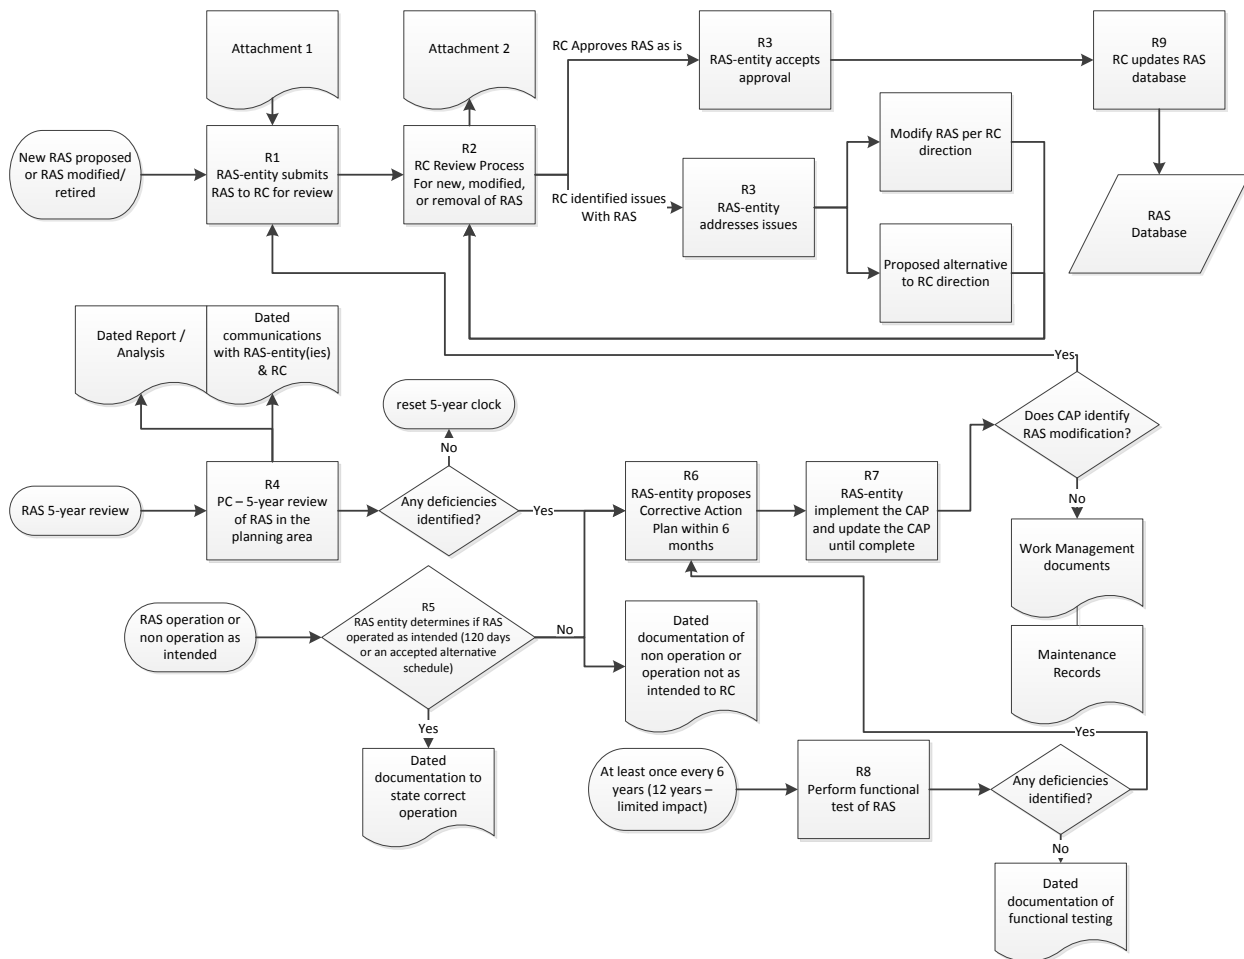 Attachment 1
Attachment 2
RC Approves RAS as is
R3
RAS-entity accepts
approval
R9
RC updates RAS
database
New RAS proposed
or RAS modified/
retired
R1
RAS-entity submits
RAS to RC for review
R2
RC Review Process
For new, modified,
or removal of RAS
RC identified issues
With RAS
R3
RAS-entity
addresses issues
Modify RAS per RC
direction
Proposed alternative
to RC direction
RAS
Database
Dated Report /
Analysis
Dated
communications
with RAS-entity(ies)
& RC
reset 5-year clock
No
Yes
Does CAP identify
RAS modification?
RAS 5-year review
R4
PC – 5-year review
of RAS in the
planning area
Any deficiencies
identified?
Yes
R6
RAS-entity proposes
Corrective Action
Plan within 6
months
R7
RAS-entity
implement the CAP
and update the CAP
until complete
No
Work Management
documents
Maintenance
Records
RAS operation or
non operation as
intended
R5
RAS entity determines if RAS
operated as intended (120 days
or an accepted alternative
schedule)
No
Dated
documentation of
non operation or
operation not as
intended to RC
Yes
Dated
documentation to
state correct
operation
At least once every 6
years (12 years –
limited impact)
R8
Perform functional
test of RAS
Any deficiencies
identified?
Yes
No
Dated
documentation of
functional testing